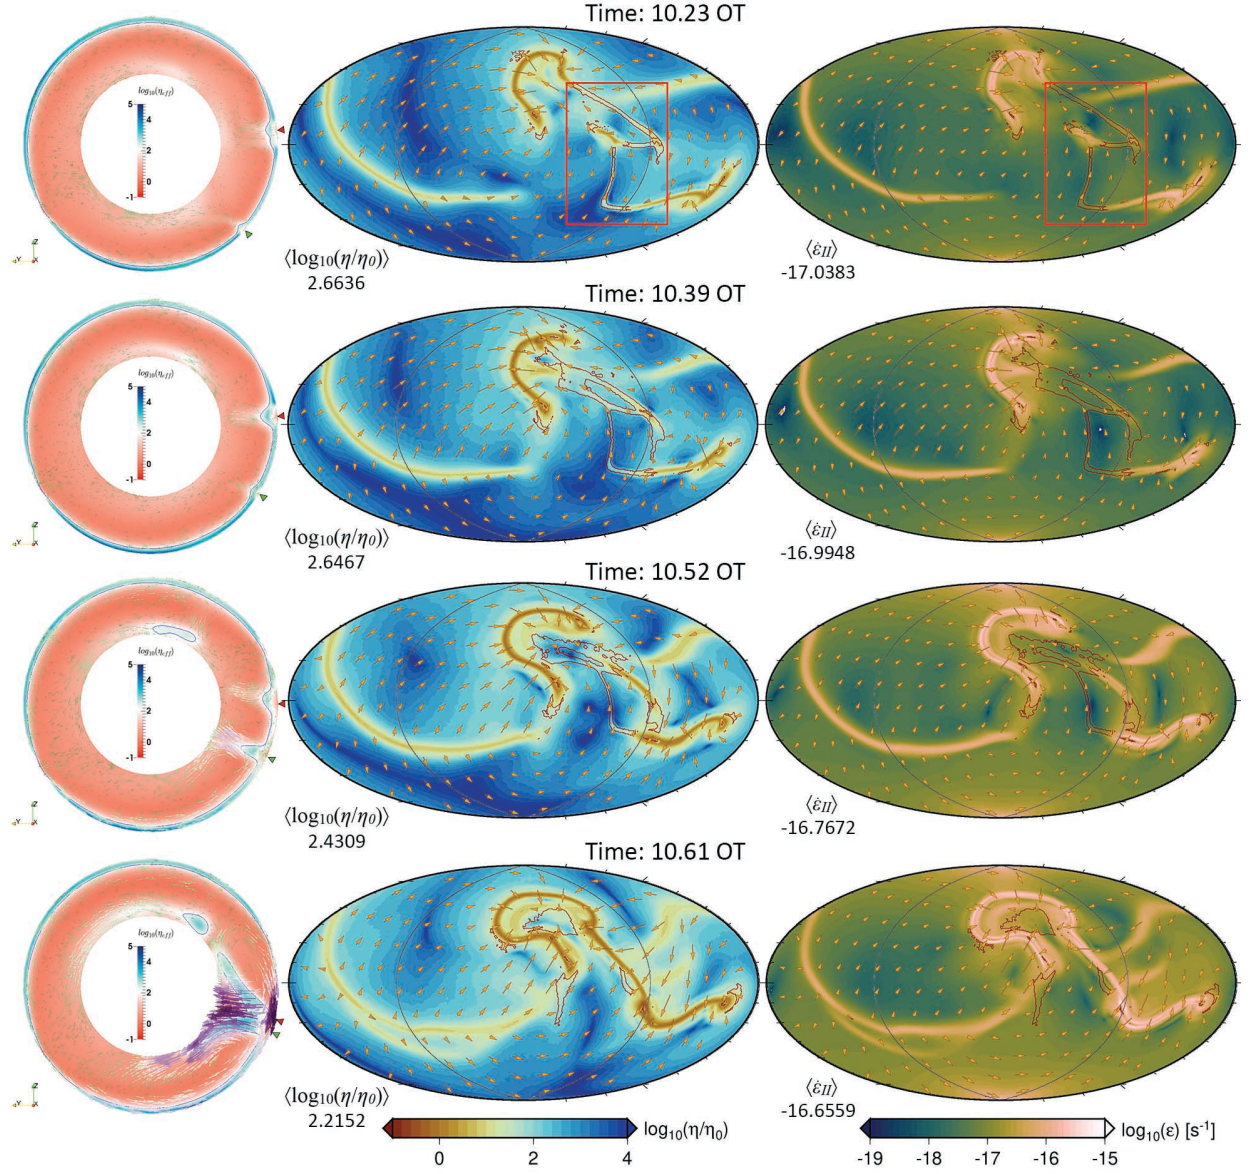 Time: 10.23 OT
log10(ηeff)
5
4
2
0
-1
Z
Y X
⟨log10(η/η0)⟩
2.6636
⟨ε̇II⟩
-17.0383
Time: 10.39 OT
log10(ηeff)
5
4
2
0
-1
Z
Y X
⟨log10(η/η0)⟩
2.6467
⟨ε̇II⟩
-16.9948
Time: 10.52 OT
log10(ηeff)
5
4
2
0
-1
Z
Y X
⟨log10(η/η0)⟩
2.4309
⟨ε̇II⟩
-16.7672
Time: 10.61 OT
log10(ηeff)
5
4
2
0
-1
Z
Y X
⟨log10(η/η0)⟩
2.2152
⟨ε̇II⟩
-16.6559
log10(η/η0)
0 2 4
log10(ε) [s-1]
-19 -18 -17 -16 -15